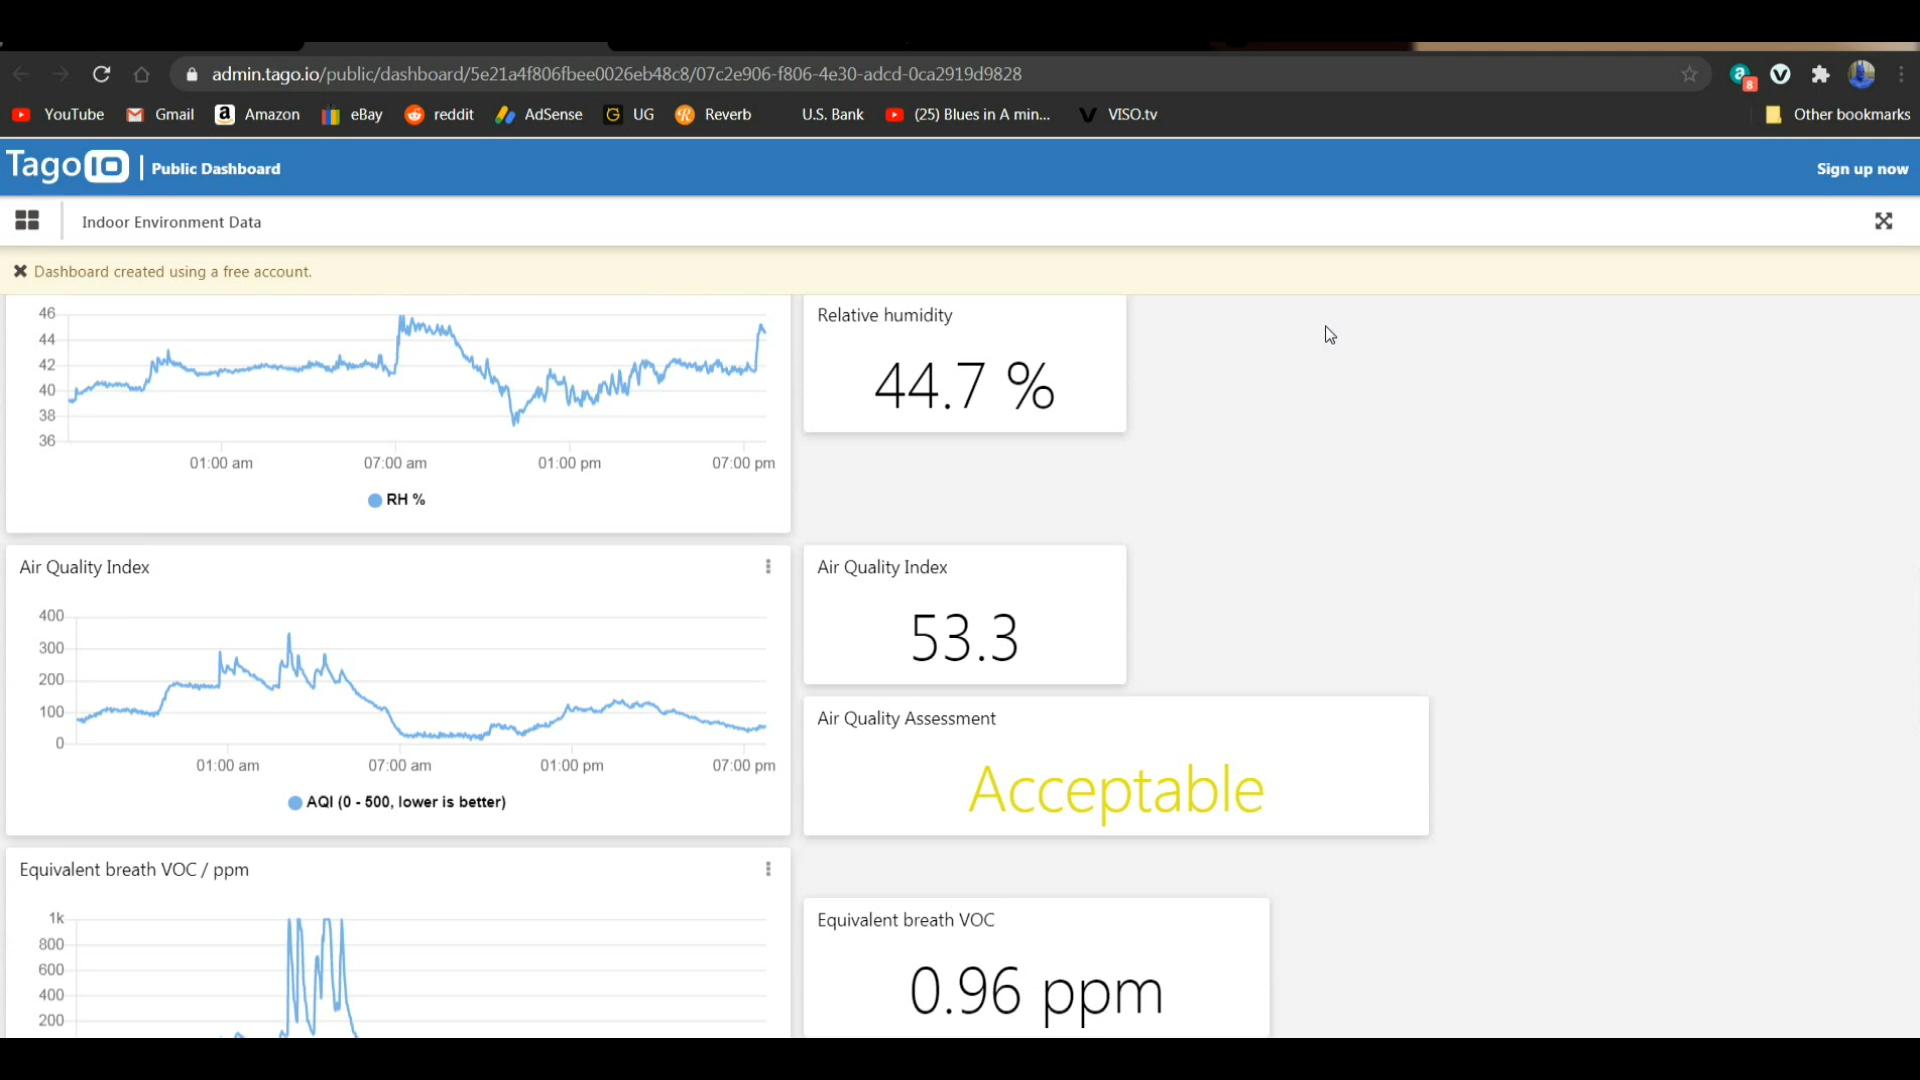 admin.tago.io/public/dashboard/5e21a4f806fbee0026eb48c8/07c2e906-f806-4e30-adcd-0ca2919d9828
a
8
V
YouTube
Gmail
a
Amazon
eBay
reddit
AdSense
G
UG
R
Reverb
U.S. Bank
(25) Blues in A min...
V
VISO.tv
Other bookmarks
Tago IO | Public Dashboard
Sign up now
Indoor Environment Data
Dashboard created using a free account.
46
44
42
40
38
36
01:00 am
07:00 am
01:00 pm
07:00 pm
RH %
Relative humidity
44.7 %
Air Quality Index
400
300
200
100
0
01:00 am
07:00 am
01:00 pm
07:00 pm
AQI (0 - 500, lower is better)
Air Quality Index
53.3
Air Quality Assessment
Acceptable
Equivalent breath VOC / ppm
1k
800
600
400
200
Equivalent breath VOC
0.96 ppm